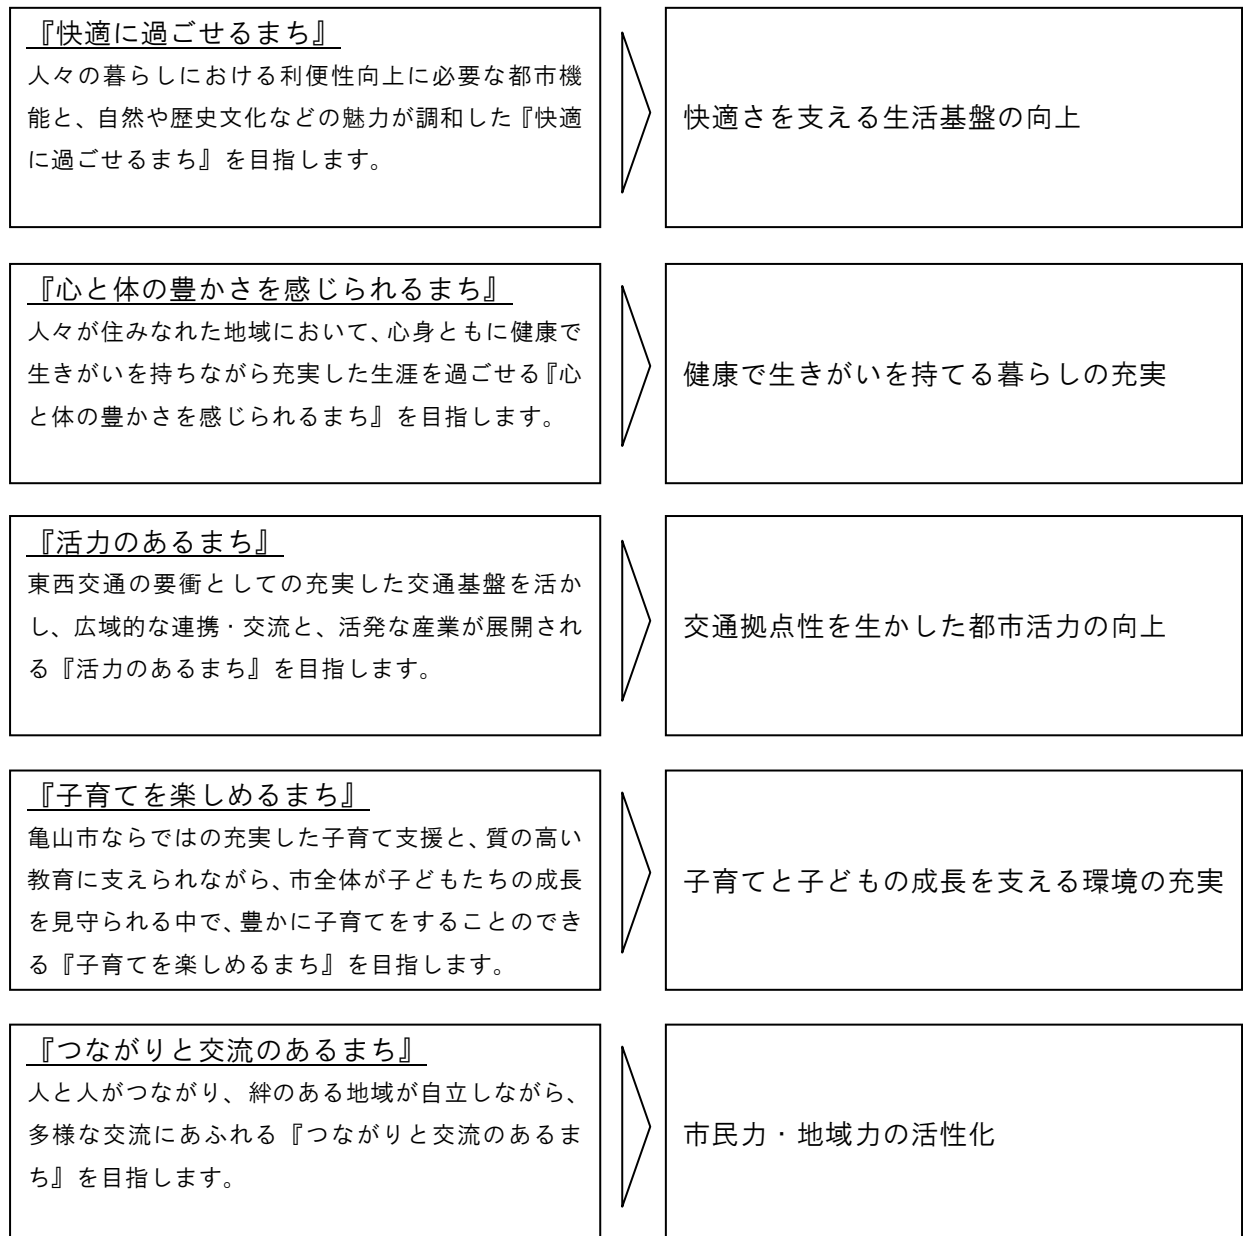 『快適に過ごせるまち』
人々の暮らしにおける利便性向上に必要な都市機
能と、自然や歴史文化などの魅力が調和した『快適
に過ごせるまち』を目指します。
快適さを支える生活基盤の向上
『心と体の豊かさを感じられるまち』
人々が住みなれた地域において、心身ともに健康で
生きがいを持ちながら充実した生涯を過ごせる『心
と体の豊かさを感じられるまち』を目指します。
健康で生きがいを持てる暮らしの充実
『活力のあるまち』
東西交通の要衝としての充実した交通基盤を活か
し、広域的な連携・交流と、活発な産業が展開され
る『活力のあるまち』を目指します。
交通拠点性を生かした都市活力の向上
『子育てを楽しめるまち』
亀山市ならではの充実した子育て支援と、質の高い
教育に支えられながら、市全体が子どもたちの成長
を見守られる中で、豊かに子育てをすることのでき
る『子育てを楽しめるまち』を目指します。
子育てと子どもの成長を支える環境の充実
『つながりと交流のあるまち』
人と人がつながり、絆のある地域が自立しながら、
多様な交流にあふれる『つながりと交流のあるま
ち』を目指します。
市民力・地域力の活性化